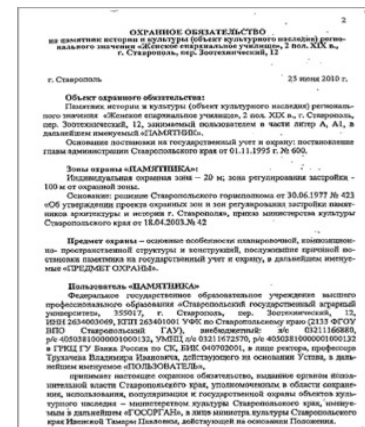 2
ОХРАННОЕ ОБЯЗАТЕЛЬСТВО
на памятник истории и культуры (объект культурного наследия) регио-
нального значения «Женское епархиальное училище», 2 пол. XIX в.,
г. Ставрополь, пер. Зоотехнический, 12
г. Ставрополь 25 июня 2010 г.
Объект охранного обязательства:
Памятник истории и культуры (объект культурного наследия) регионального значения «Женское епархиальное училище», 2 пол. XIX в., г. Ставрополь,
пер. Зоотехнический, 12, занимаемый пользователем в части литер А, А1, в
дальнейшем именуемый «ПАМЯТНИК».
Основание постановки на государственный учет и охрану: постановление
главы администрации Ставропольского края от 01.11.1995 г. № 600.
Зоны охраны «ПАМЯТНИКА»:
Индивидуальная охранная зона – 20 м; зона регулирования застройки -
100 м от охранной зоны.
Основание: решение Ставропольского горисполкома от 30.06.1977 № 423
«Об утверждении проекта охранных зон и зон регулирования застройки памят-
ников архитектуры и истории г. Ставрополя», приказ министерства культуры
Ставропольского края от 18.04.2003.№ 42
Предмет охраны – основные особенности планировочной, композицион-
но- пространственной структуры и конструкций, послужившие причиной по-
становки памятника на государственный учет и охрану, в дальнейшем именуе-
мые «ПРЕДМЕТ ОХРАНЫ».
Пользователь «ПАМЯТНИКА»
Федеральное государственное образовательное учреждение высшего
профессионального образования «Ставропольский государственный аграрный
университет», 355017, г. Ставрополь, пер. Зоотехнический, 12,
ИНН 2634003069, КПП 263401001 УФК по Ставропольскому краю (2133 ФГОУ
ВПО Ставропольский ГАУ), внебюджетный: л/с 03211166880,
р/с 40503810000001000132, УМПЦ л/с 03211672570, р/с 40503810000001000132
в ГРКЦ ГУ Банка России по СК, БИК 040702001, в лице ректора, профессора
Трухачева Владимира Ивановича, действующего на основании Устава, в даль-
нейшем именуемое «ПОЛЬЗОВАТЕЛЬ»,
принимает настоящее охранное обязательство, выданное органом испол-
нительной власти Ставропольского края, уполномоченным в области сохране-
ния, использования, популяризации и государственной охраны объектов куль-
турного наследия – министерством культуры Ставропольского края, именуе-
мым в дальнейшем «ГОСОРГАН», в лице министра культуры Ставропольского
края Ивенской Тамары Павловны, действующей на основании Положения.